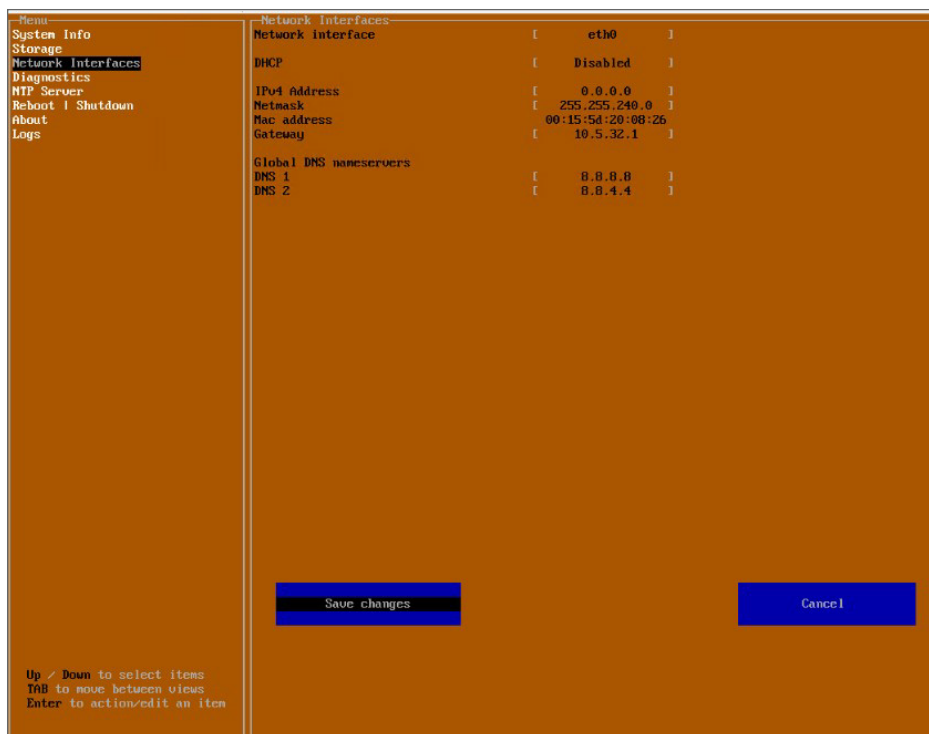 Menu
System Info
Storage
Network Interfaces
Diagnostics
NTP Server
Reboot | Shutdown
About
Logs
Up / Down to select items
TAB to move between views
Enter to action/edit an item
Network Interfaces
Network interface [ eth0 ]
DHCP [ Disabled ]
IPv4 Address [ 0.0.0.0 ]
Netmask [ 255.255.240.0 ]
Mac address 00:15:5d:20:08:26
Gateway [ 10.5.32.1 ]
Global DNS nameservers
DNS 1 [ 8.8.8.8 ]
DNS 2 [ 8.8.4.4 ]
Save changes
Cancel